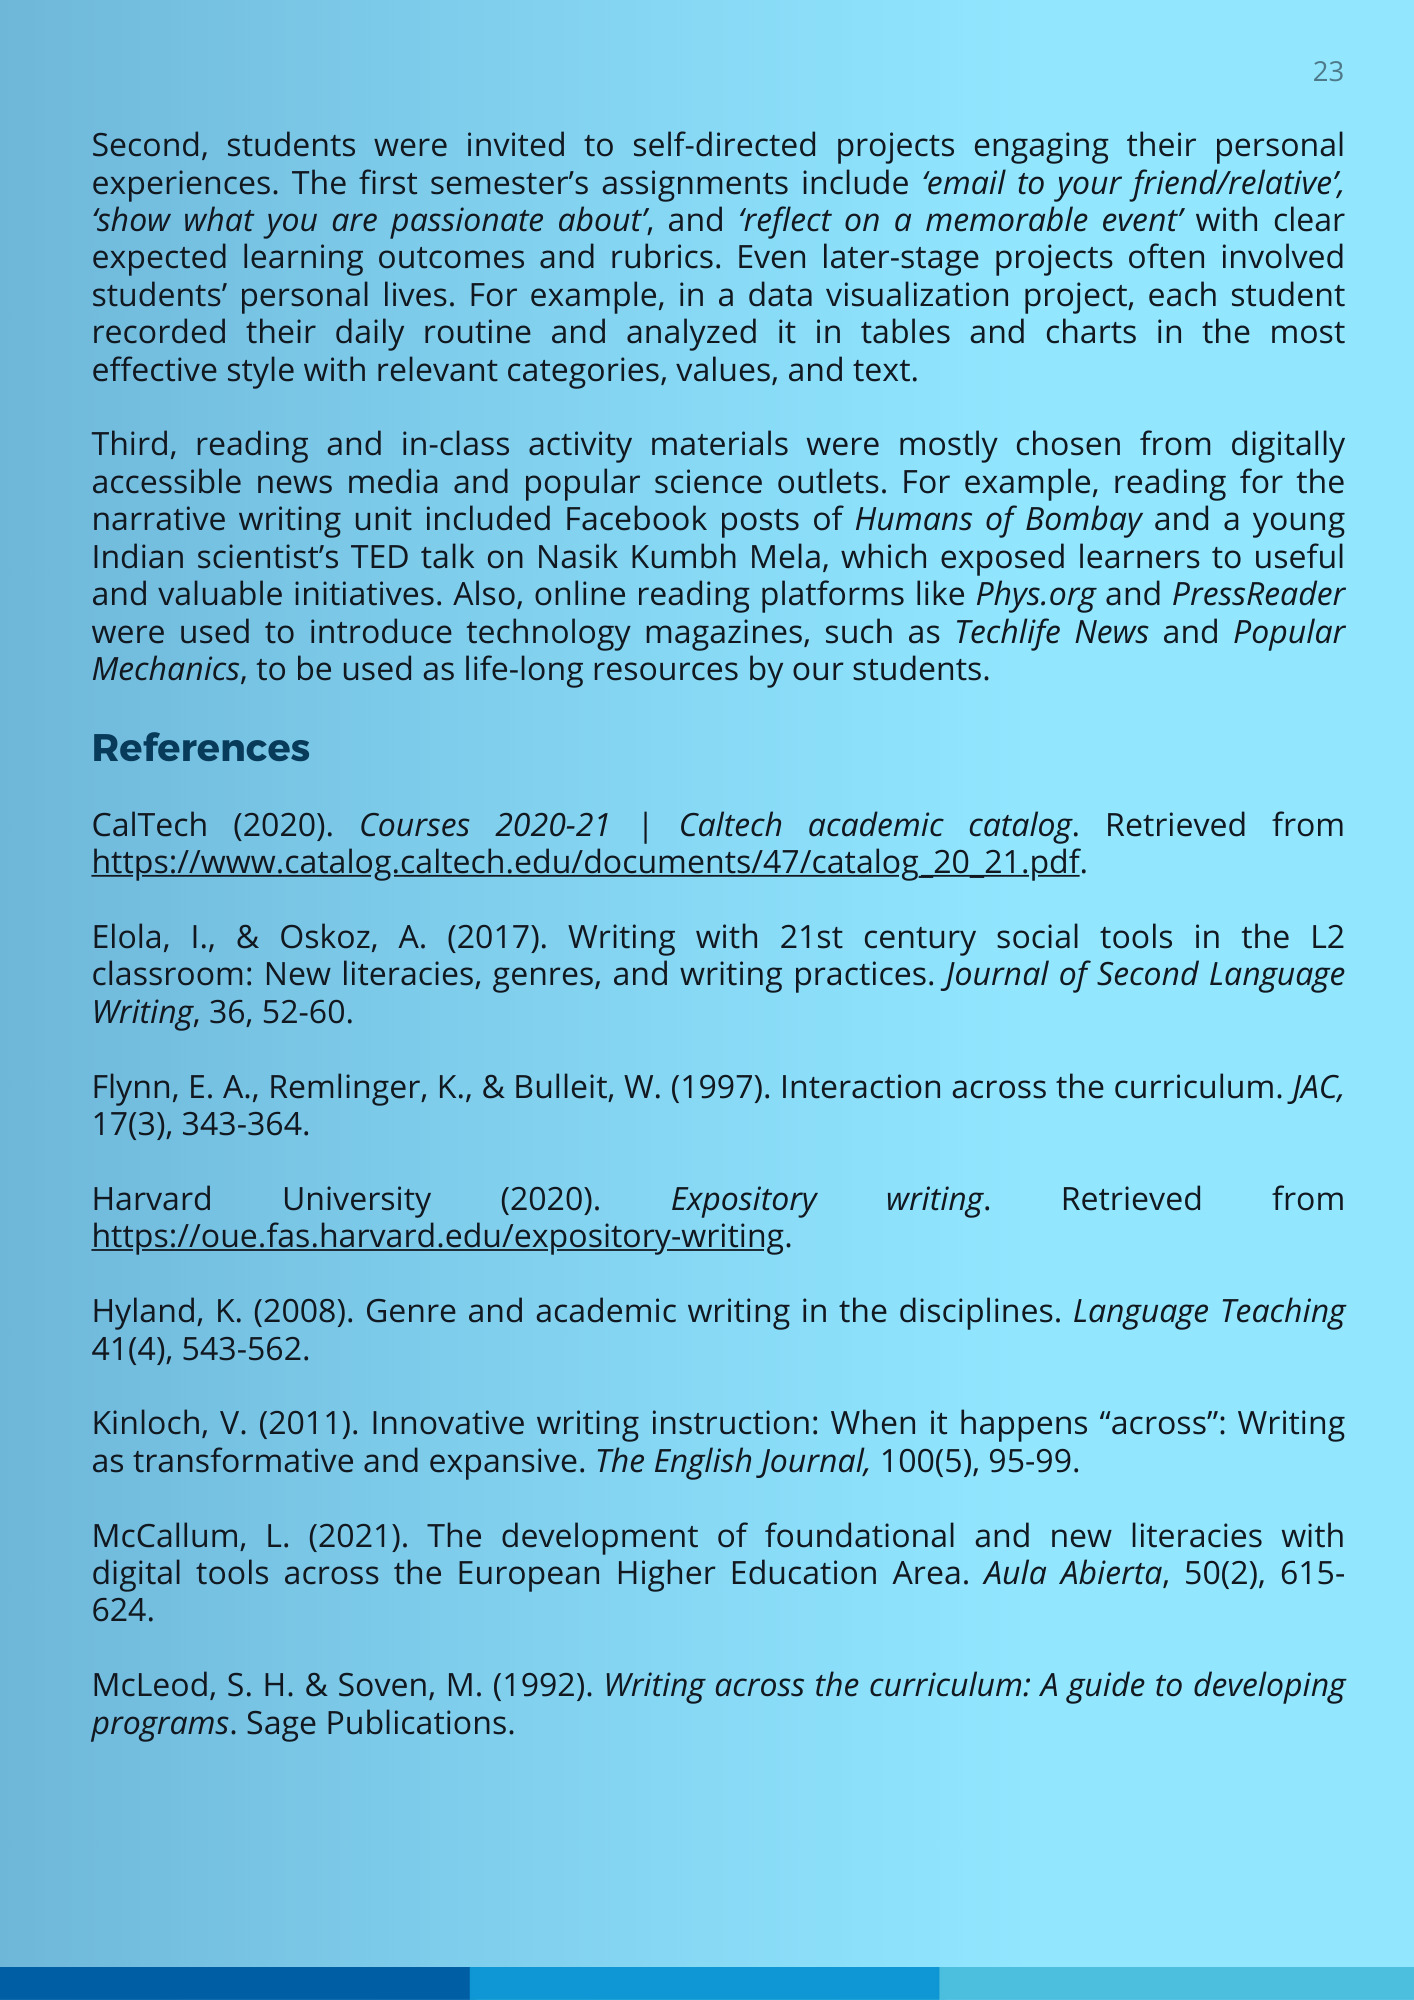 23
Second, students were invited to self-directed projects engaging their personal
experiences. The first semester’s assignments include ‘email to your friend/relative’,
‘show what you are passionate about’, and ‘reflect on a memorable event’ with clear
expected learning outcomes and rubrics. Even later-stage projects often involved
students’ personal lives. For example, in a data visualization project, each student
recorded their daily routine and analyzed it in tables and charts in the most
effective style with relevant categories, values, and text.
Third, reading and in-class activity materials were mostly chosen from digitally
accessible news media and popular science outlets. For example, reading for the
narrative writing unit included Facebook posts of Humans of Bombay and a young
Indian scientist’s TED talk on Nasik Kumbh Mela, which exposed learners to useful
and valuable initiatives. Also, online reading platforms like Phys.org and PressReader
were used to introduce technology magazines, such as Techlife News and Popular
Mechanics, to be used as life-long resources by our students.
References
CalTech (2020). Courses 2020-21 | Caltech academic catalog. Retrieved from
https://www.catalog.caltech.edu/documents/47/catalog_20_21.pdf.
Elola, I., & Oskoz, A. (2017). Writing with 21st century social tools in the L2
classroom: New literacies, genres, and writing practices. Journal of Second Language
Writing, 36, 52-60.
Flynn, E. A., Remlinger, K., & Bulleit, W. (1997). Interaction across the curriculum. JAC,
17(3), 343-364.
Harvard University (2020). Expository writing. Retrieved from
https://oue.fas.harvard.edu/expository-writing.
Hyland, K. (2008). Genre and academic writing in the disciplines. Language Teaching
41(4), 543-562.
Kinloch, V. (2011). Innovative writing instruction: When it happens “across”: Writing
as transformative and expansive. The English Journal, 100(5), 95-99.
McCallum, L. (2021). The development of foundational and new literacies with
digital tools across the European Higher Education Area. Aula Abierta, 50(2), 615-
624.
McLeod, S. H. & Soven, M. (1992). Writing across the curriculum: A guide to developing
programs. Sage Publications.